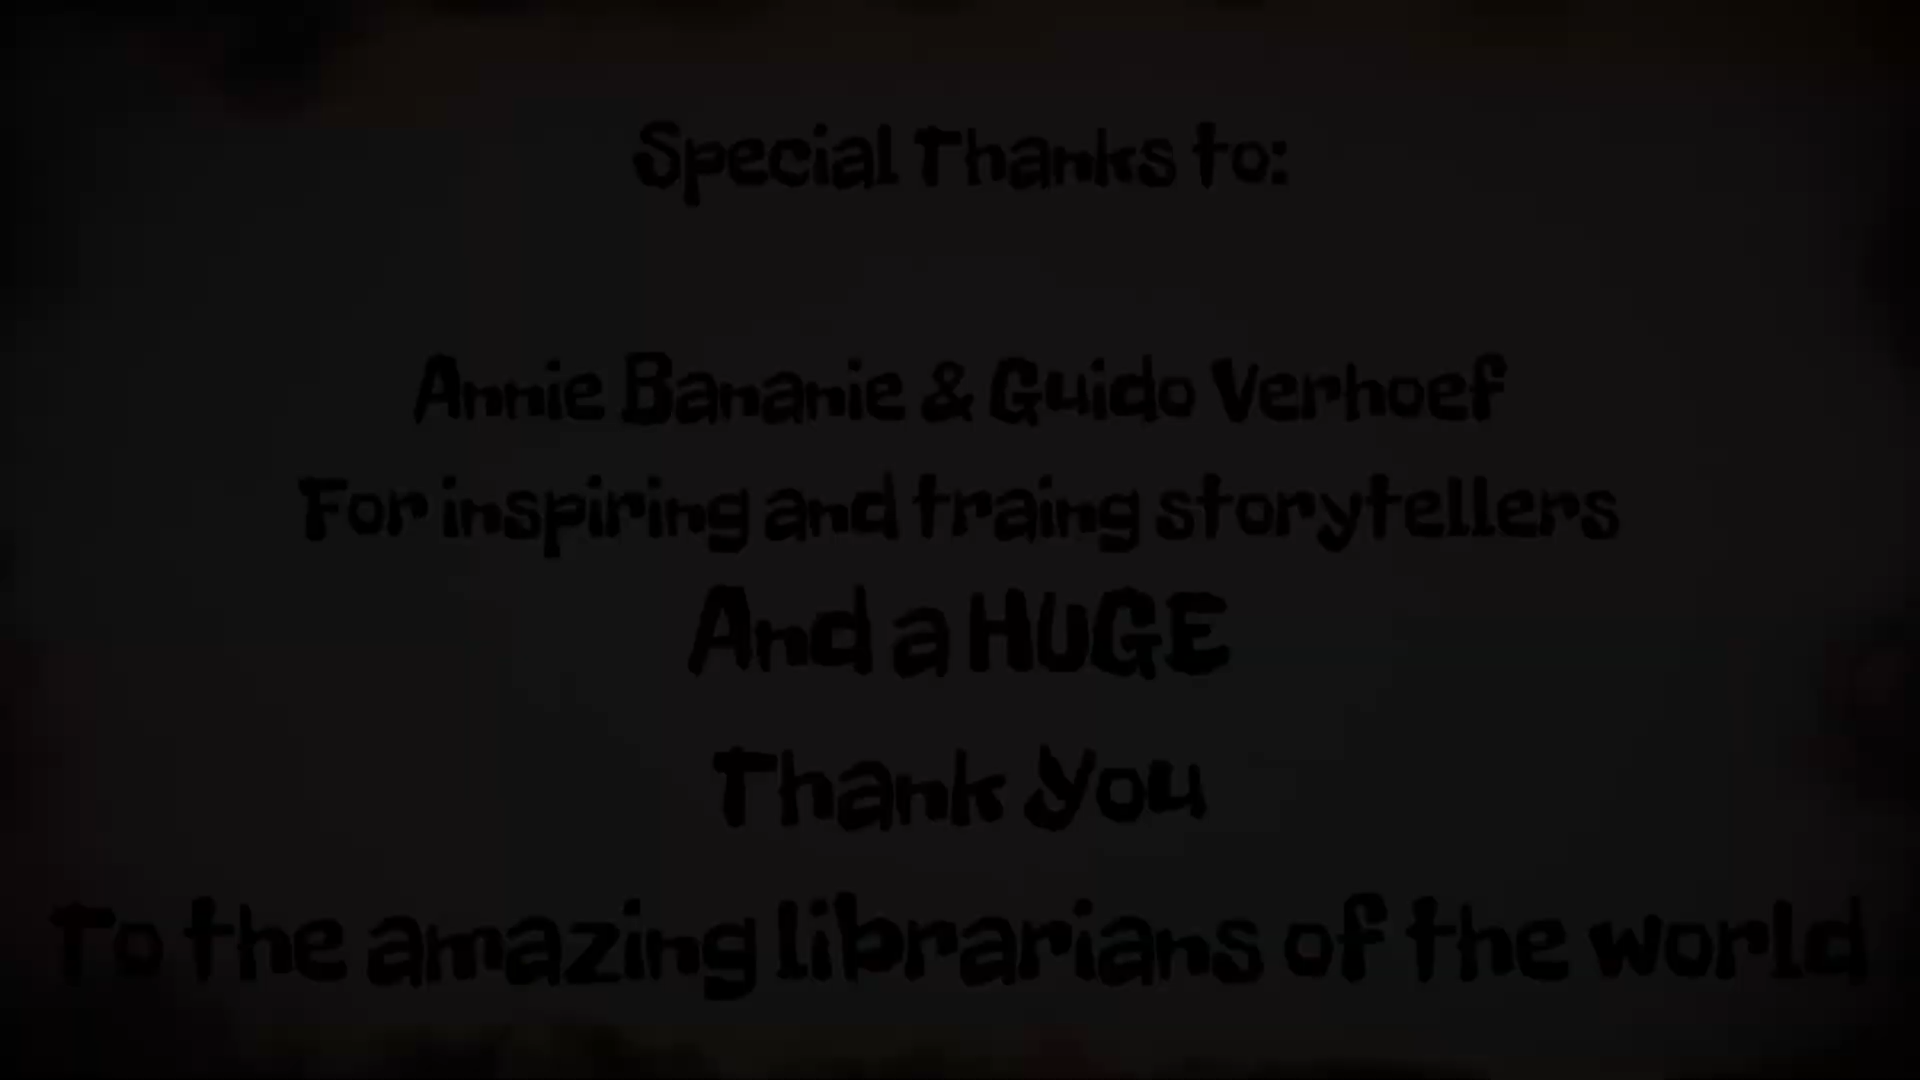 Special Thanks to:
Annie Bananie & Guido Verhoef
For inspiring and traing storytellers
And a HUGE
Thank You
To the amazing librarians of the world